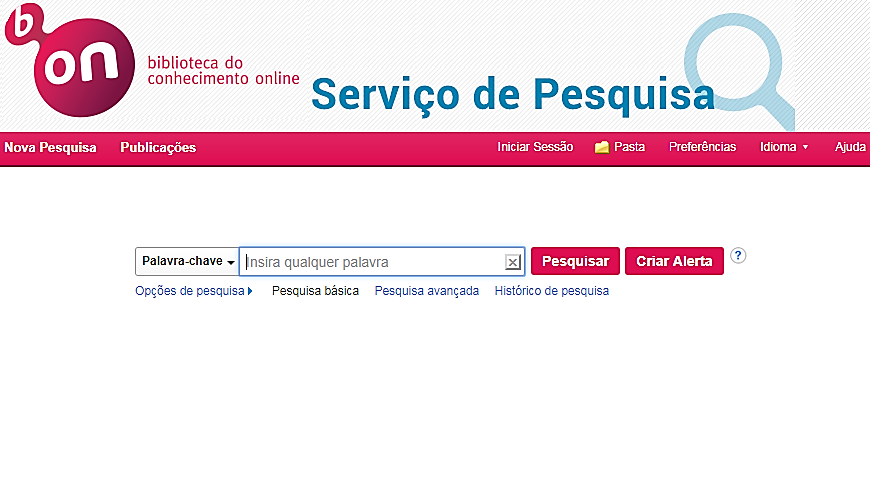 b
on
biblioteca do
conhecimento online
Serviço de Pesquisa
Nova Pesquisa Publicações Iniciar Sessão Pasta Preferências Idioma Ajuda
Palavra-chave Insira qualquer palavra Pesquisar Criar Alerta ?
Opções de pesquisa Pesquisa básica Pesquisa avançada Histórico de pesquisa